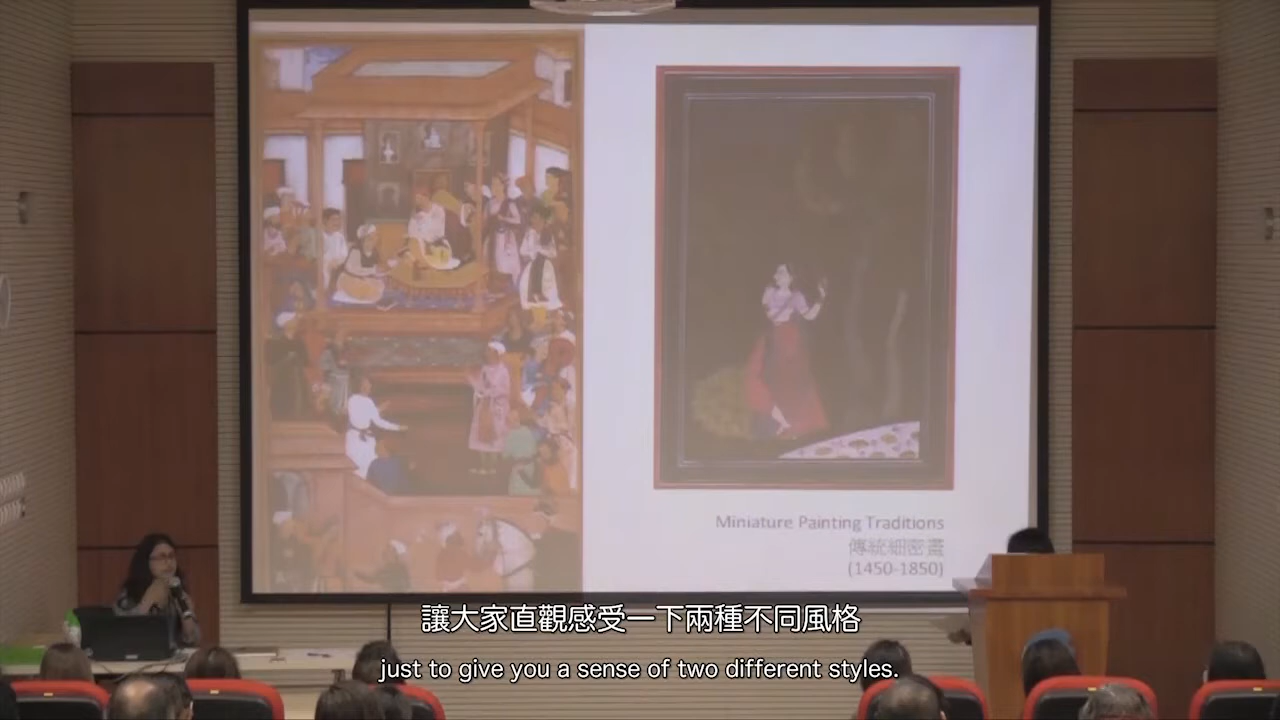 Miniature Painting Traditions
傳統細密畫
(1450-1850)
讓大家直觀感受一下兩種不同風格
just to give you a sense of two different styles.